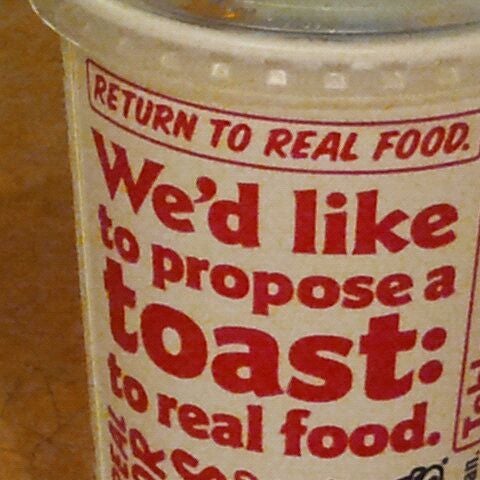 RETURN TO REAL FOOD.
We'd like
to propose a
toast:
to real food.